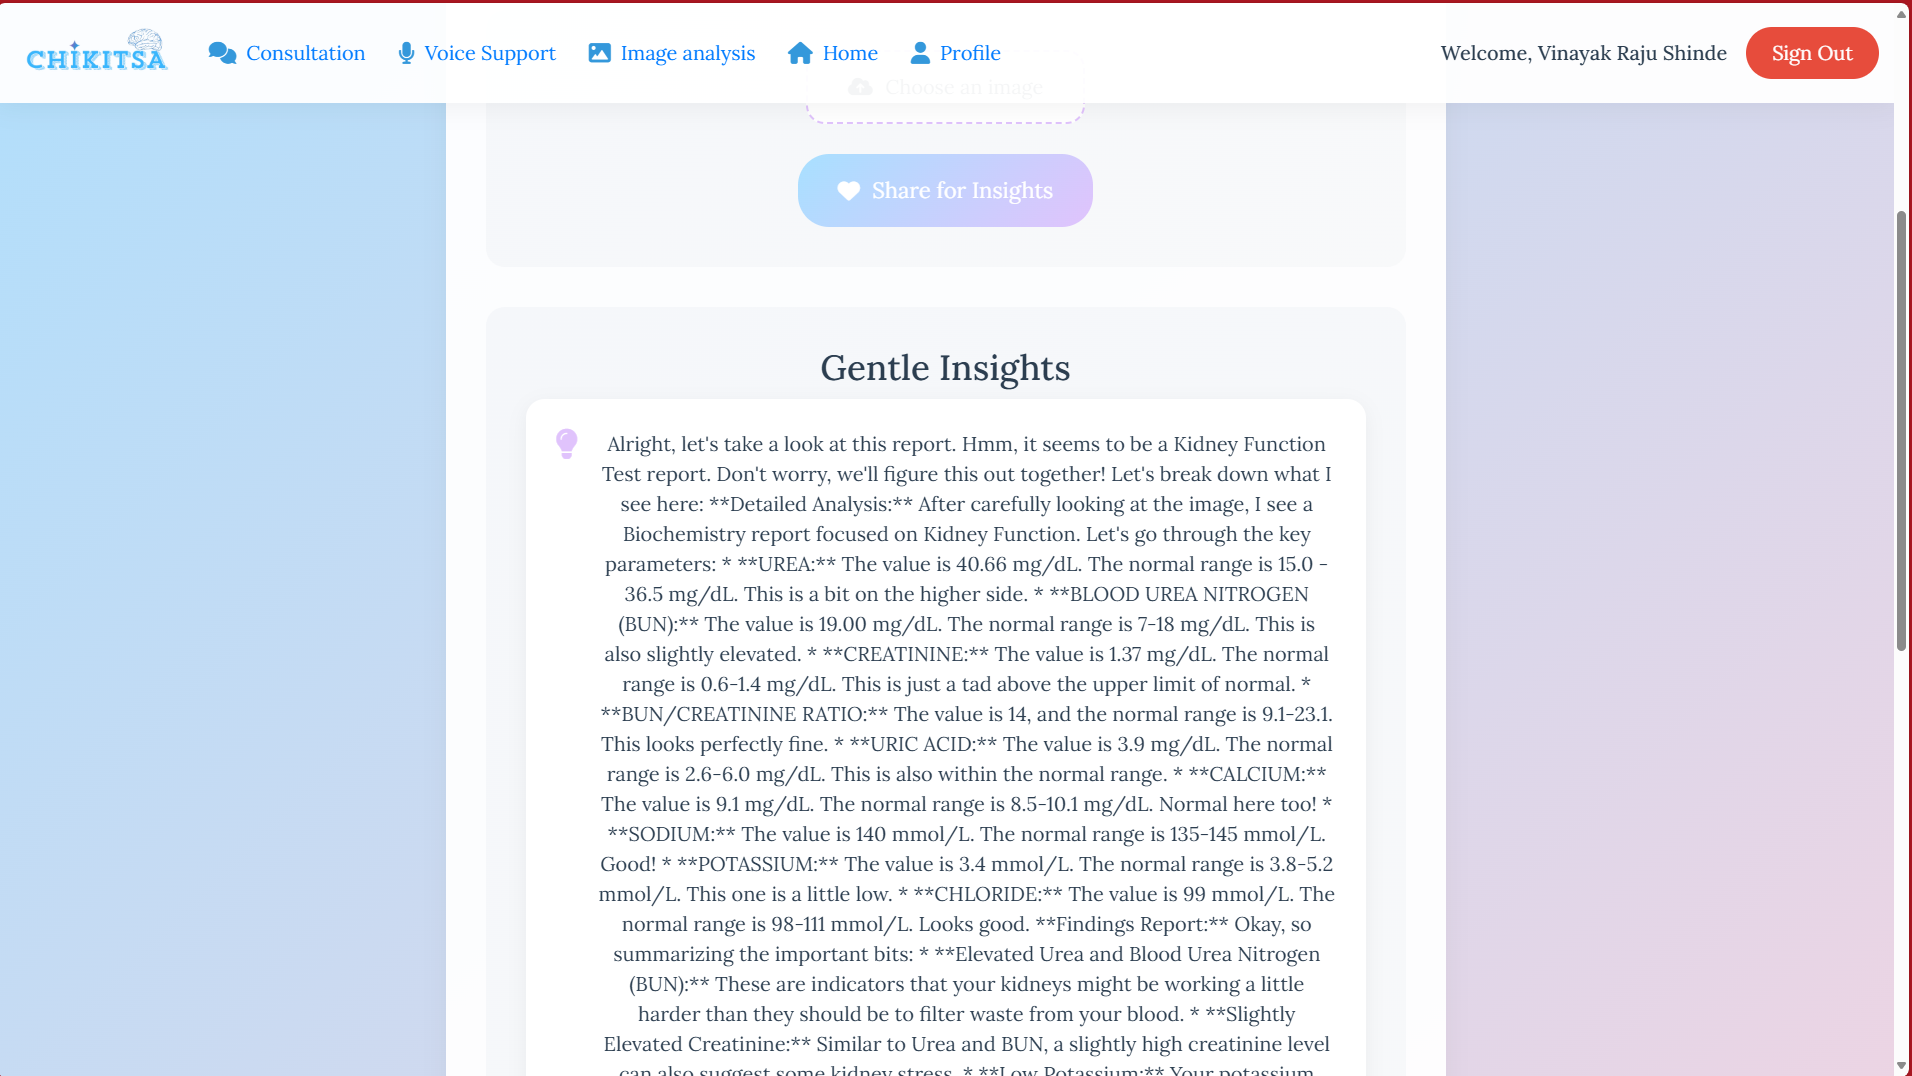 CHIKITSA
Consultation
Voice Support
Image analysis
Home
Profile
Welcome, Vinayak Raju Shinde
Sign Out
Choose an image
Share for Insights
Gentle Insights
Alright, let's take a look at this report. Hmm, it seems to be a Kidney Function
Test report. Don't worry, we'll figure this out together! Let's break down what I
see here: **Detailed Analysis:** After carefully looking at the image, I see a
Biochemistry report focused on Kidney Function. Let's go through the key
parameters: * **UREA:** The value is 40.66 mg/dL. The normal range is 15.0 -
36.5 mg/dL. This is a bit on the higher side. * **BLOOD UREA NITROGEN
(BUN):** The value is 19.00 mg/dL. The normal range is 7-18 mg/dL. This is
also slightly elevated. * **CREATININE:** The value is 1.37 mg/dL. The normal
range is 0.6-1.4 mg/dL. This is just a tad above the upper limit of normal. *
**BUN/CREATININE RATIO:** The value is 14, and the normal range is 9.1-23.1.
This looks perfectly fine. * **URIC ACID:** The value is 3.9 mg/dL. The normal
range is 2.6-6.0 mg/dL. This is also within the normal range. * **CALCIUM:**
The value is 9.1 mg/dL. The normal range is 8.5-10.1 mg/dL. Normal here too! *
**SODIUM:** The value is 140 mmol/L. The normal range is 135-145 mmol/L.
Good! * **POTASSIUM:** The value is 3.4 mmol/L. The normal range is 3.8-5.2
mmol/L. This one is a little low. * **CHLORIDE:** The value is 99 mmol/L. The
normal range is 98-111 mmol/L. Looks good. **Findings Report:** Okay, so
summarizing the important bits: * **Elevated Urea and Blood Urea Nitrogen
(BUN):** These are indicators that your kidneys might be working a little
harder than they should be to filter waste from your blood. * **Slightly
Elevated Creatinine:** Similar to Urea and BUN, a slightly high creatinine level
can also suggest some kidney stress. * **Low Potassium:** Your potassium